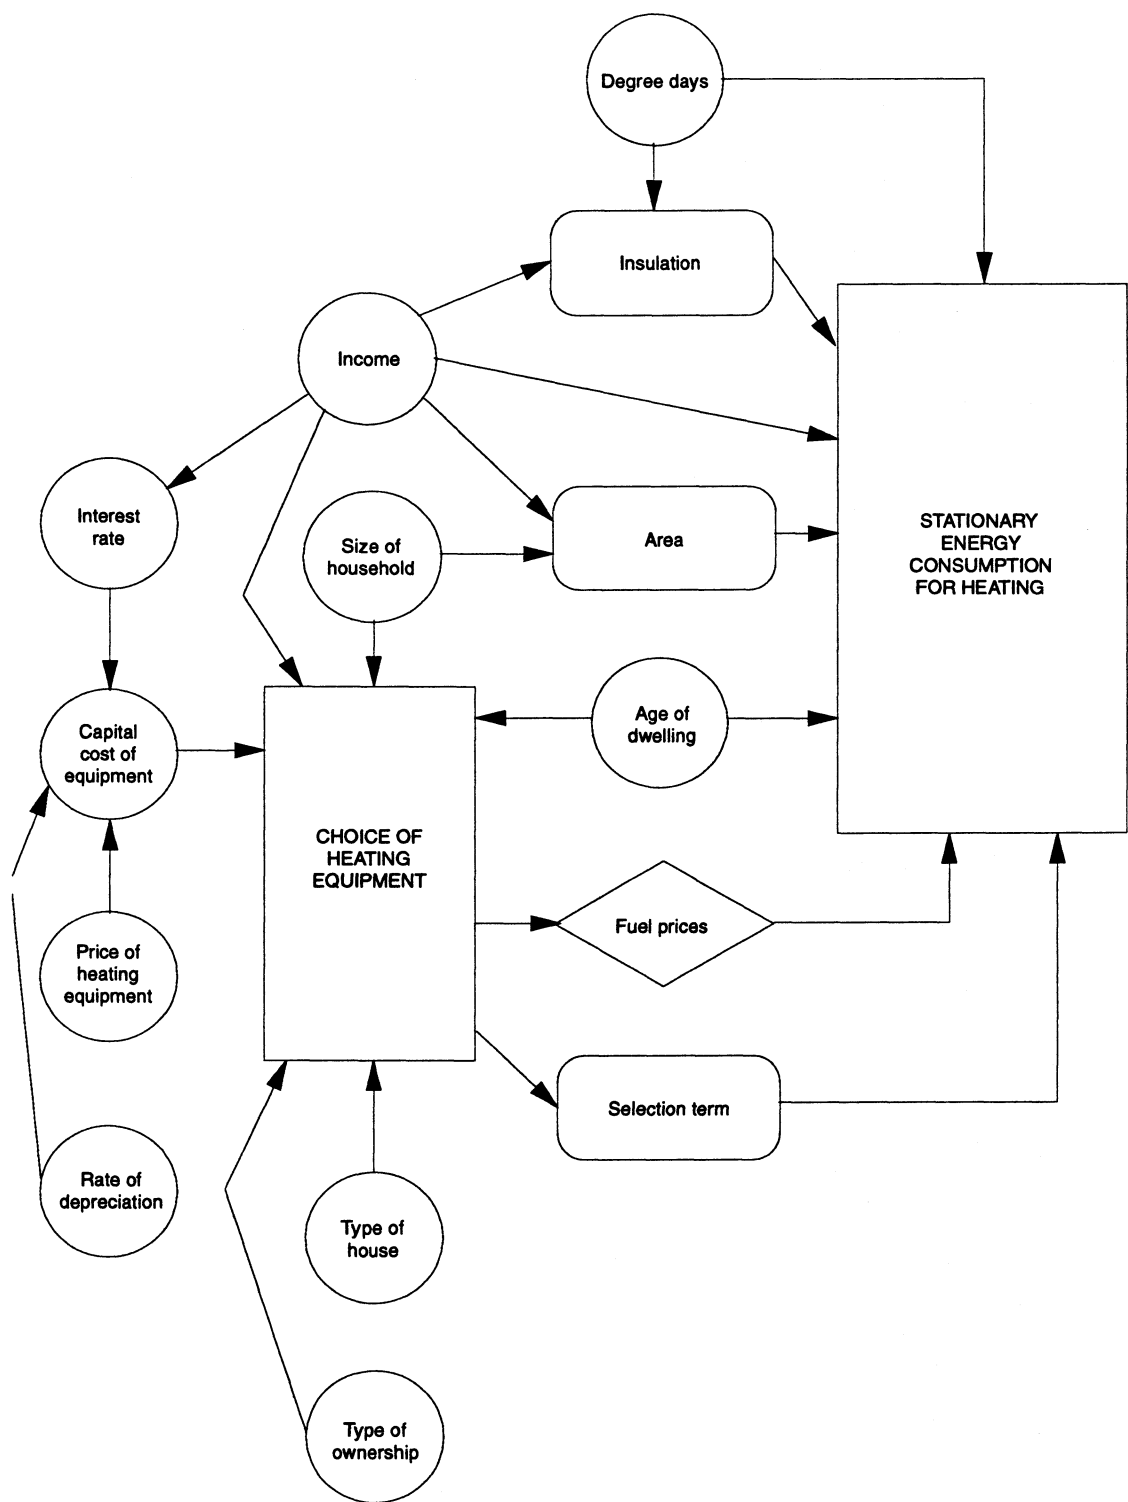 Degree days
Insulation
Income
Interest
rate
Size of
household
Area
STATIONARY
ENERGY
CONSUMPTION
FOR HEATING
Capital
cost of
equipment
Age of
dwelling
CHOICE OF
HEATING
EQUIPMENT
Fuel prices
Price of
heating
equipment
Selection term
Rate of
depreciation
Type of
house
Type of
ownership